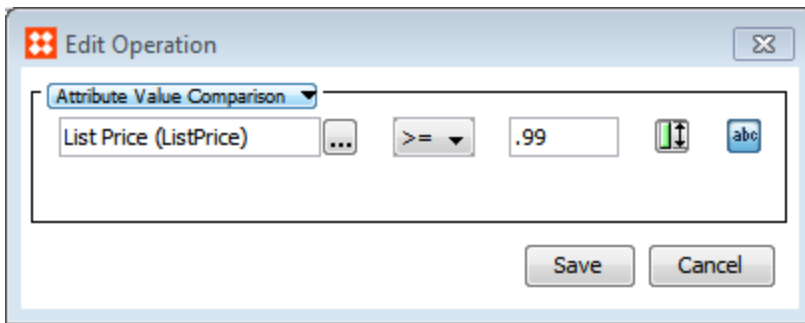 Edit Operation
Attribute Value Comparison
List Price (ListPrice) ... >= .99 abc
Save Cancel